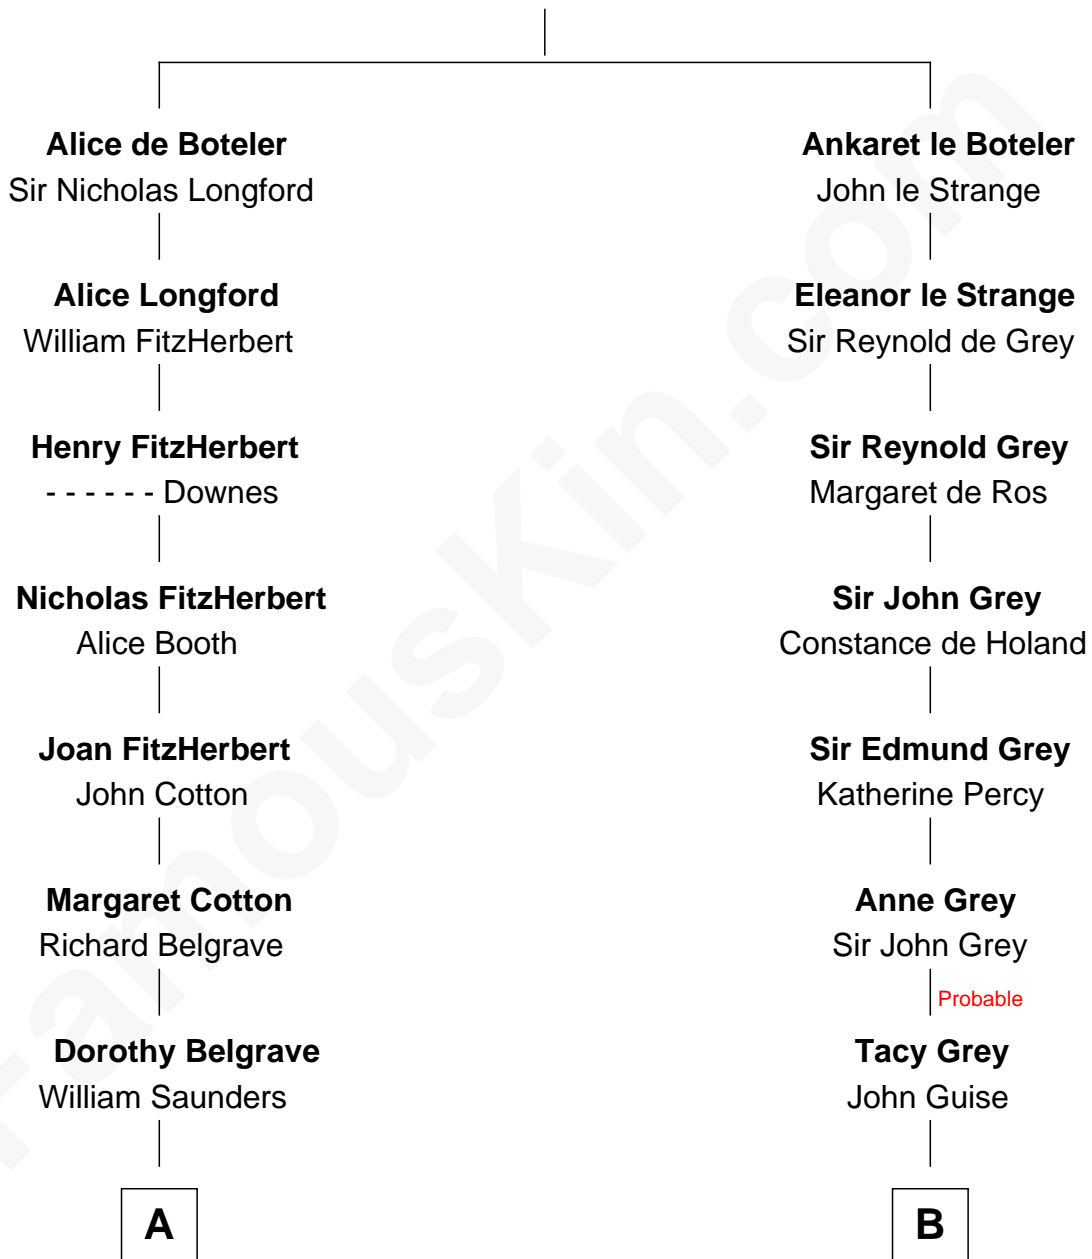 Alice de Boteler
Sir Nicholas Longford
Alice Longford
William FitzHerbert
Henry FitzHerbert
- - - - - - Downes
Nicholas FitzHerbert
Alice Booth
Joan FitzHerbert
John Cotton
Margaret Cotton
Richard Belgrave
Dorothy Belgrave
William Saunders
A
Ankaret le Boteler
John le Strange
Eleanor le Strange
Sir Reynold de Grey
Sir Reynold Grey
Margaret de Ros
Sir John Grey
Constance de Holand
Sir Edmund Grey
Katherine Percy
Anne Grey
Sir John Grey
Probable
Tacy Grey
John Guise
B
FamousKin.com